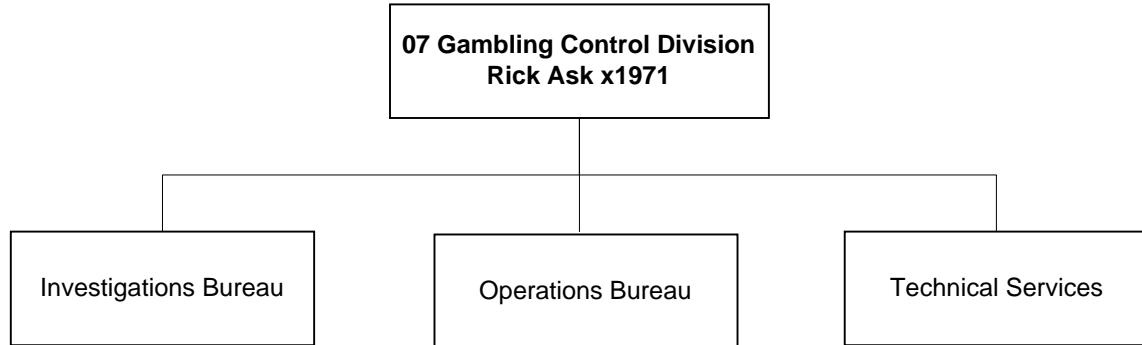 07 Gambling Control Division
Rick Ask x1971
Investigations Bureau
Operations Bureau
Technical Services